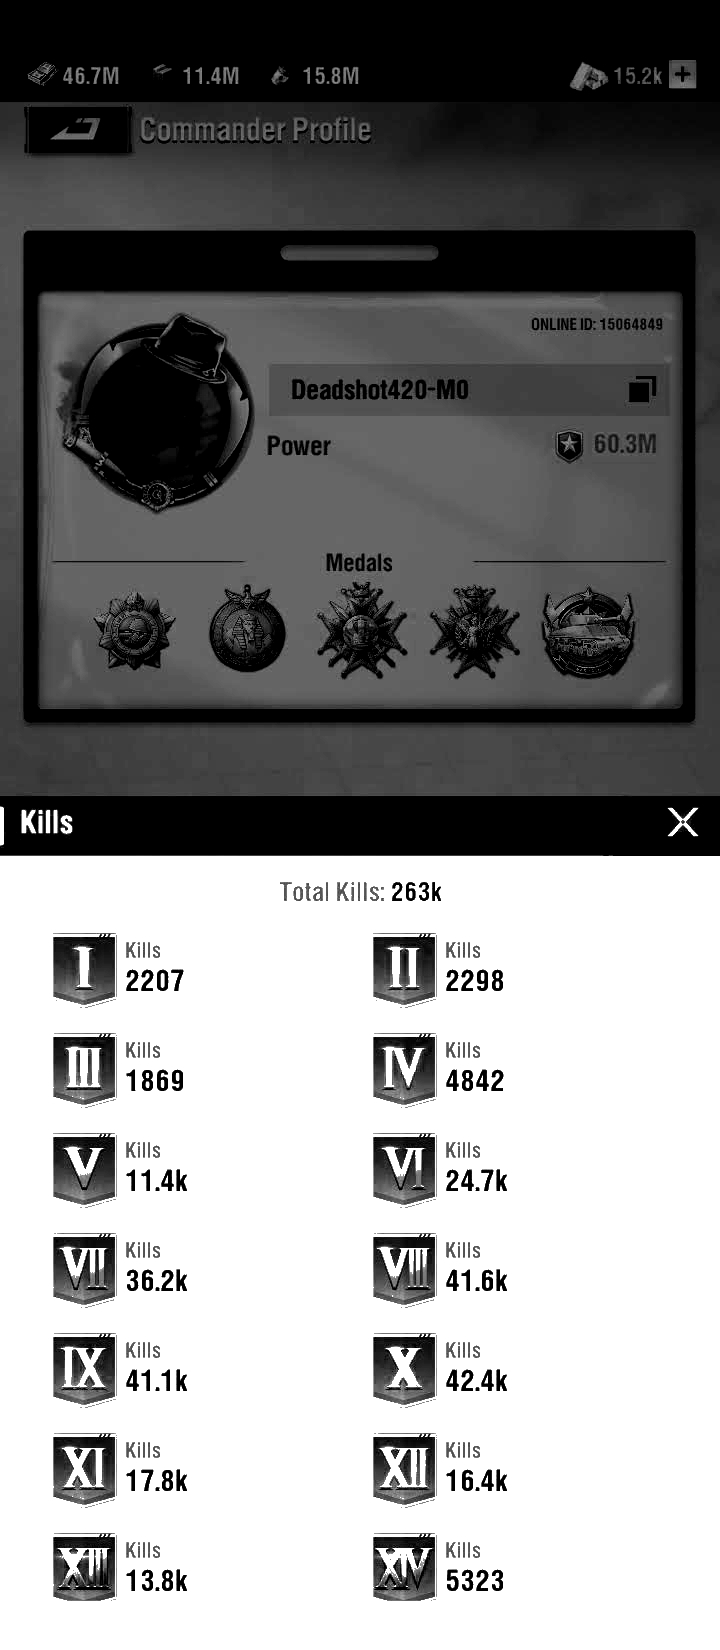 46.7M 11.4M 15.8M 15.2k
Commander Profile
ONLINE ID: 15064849
Deadshot420-M0
Power 60.3M
Medals
Kills
Total Kills: 263k
I Kills 2207
II Kills 2298
III Kills 1869
IV Kills 4842
V Kills 11.4k
VI Kills 24.7k
VII Kills 36.2k
VIII Kills 41.6k
IX Kills 41.1k
X Kills 42.4k
XI Kills 17.8k
XII Kills 16.4k
XIII Kills 13.8k
XIV Kills 5323